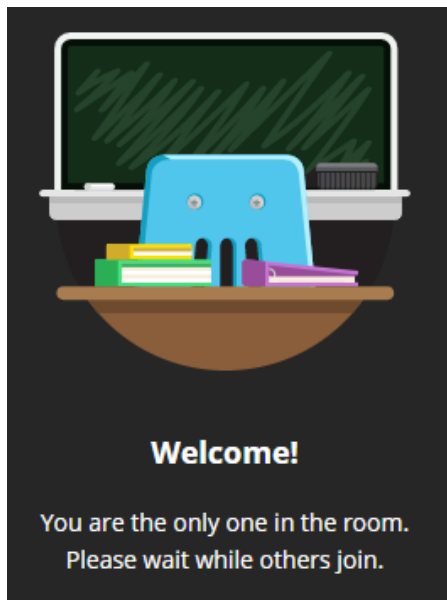 Welcome!
You are the only one in the room.
Please wait while others join.